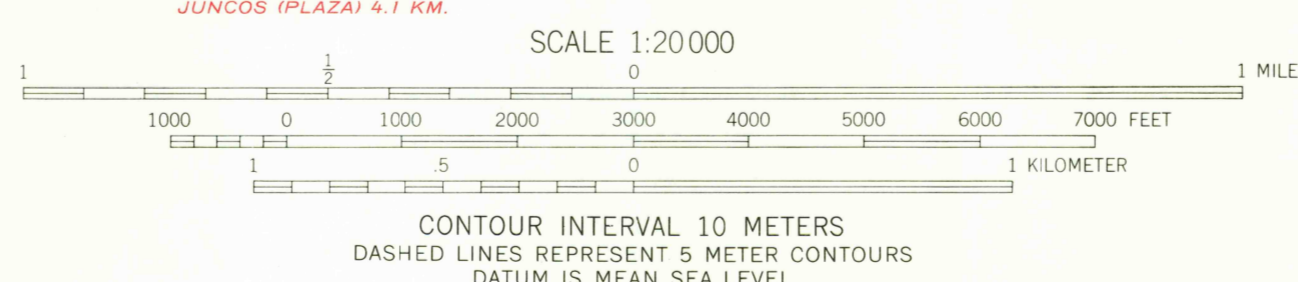 JUNCOS (PLAZA) 4.1 KM.
SCALE 1:20 000
1 1/2 0 1 MILE
1000 0 1000 2000 3000 4000 5000 6000 7000 FEET
1 .5 0 1 KILOMETER
CONTOUR INTERVAL 10 METERS
DASHED LINES REPRESENT 5 METER CONTOURS
DATUM IS MEAN SEA LEVEL